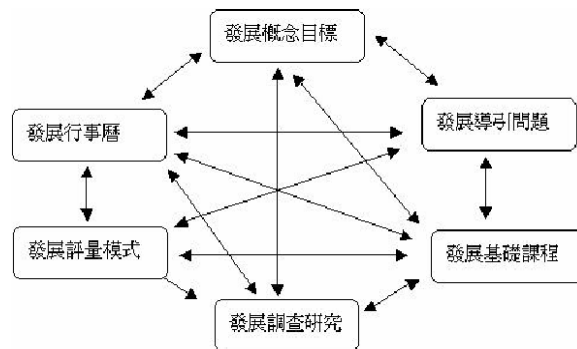 發展概念目標
發展行事曆
發展導引問題
發展評量模式
發展基礎課程
發展調查研究